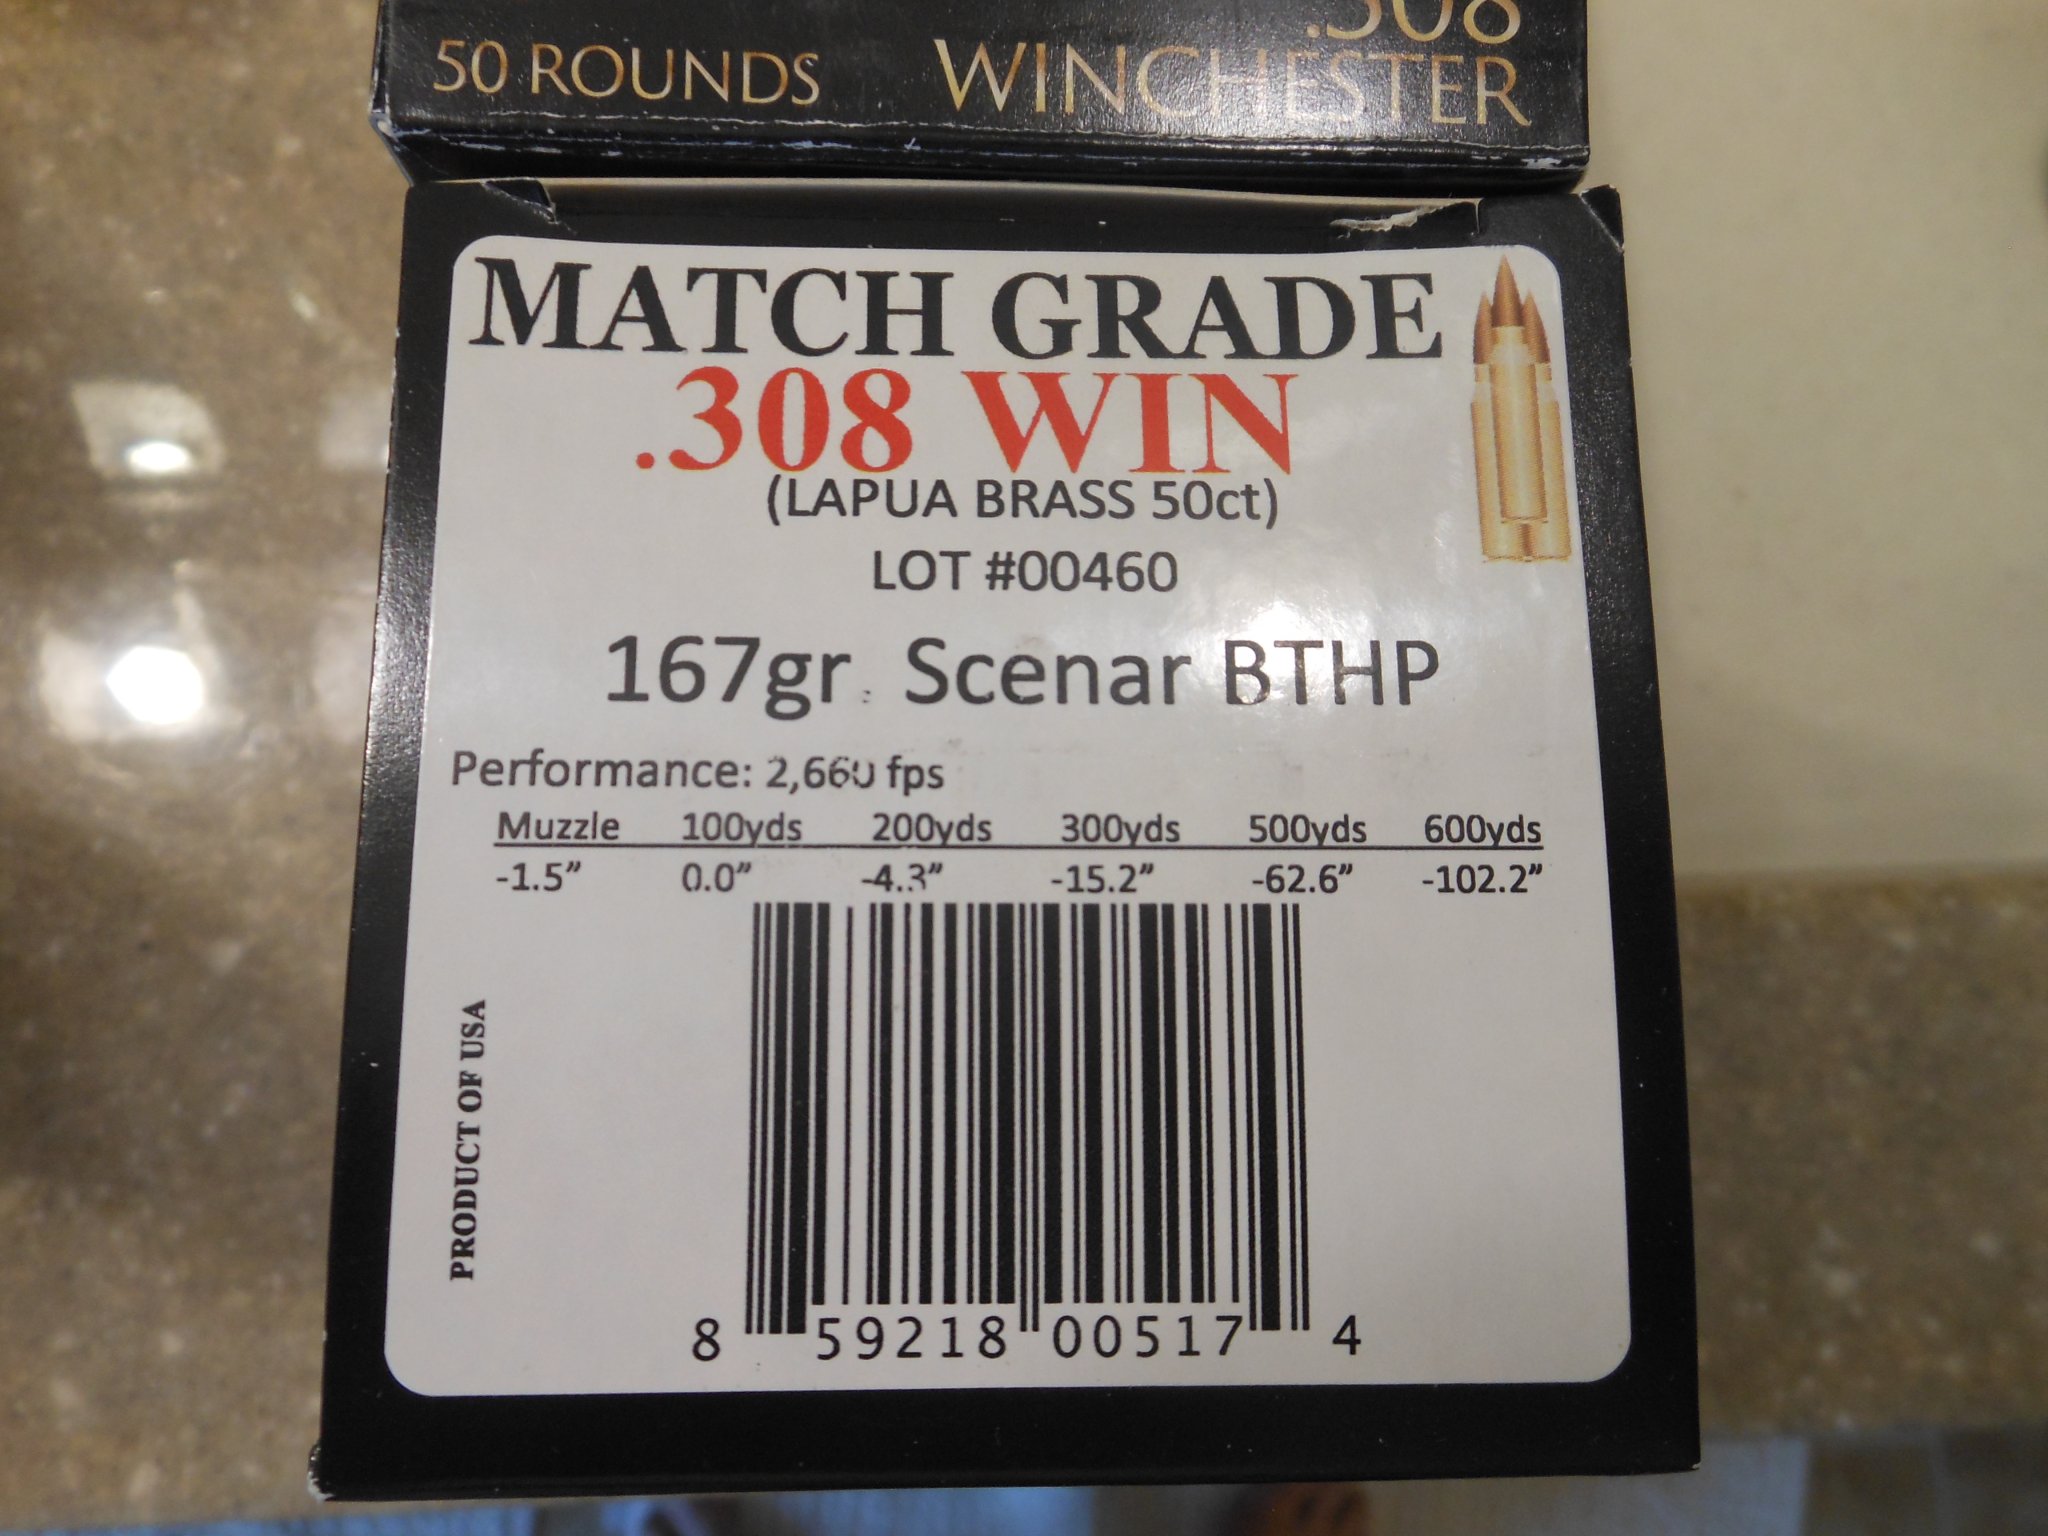 .308
50 ROUNDS WINCHESTER
MATCH GRADE
.308 WIN
(LAPUA BRASS 50ct)
LOT #00460
167gr. Scenar BTHP
Performance: 2,660 fps
Muzzle 100yds 200yds 300yds 500yds 600yds
-1.5” 0.0” -4.3” -15.2” -62.6” -102.2”
PRODUCT OF USA
8 59218 00517 4